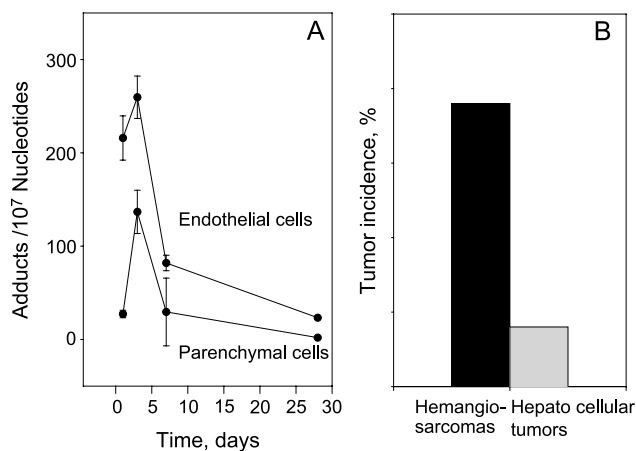 A
Adducts /10⁷ Nucleotides
300
200
100
0
Endothelial cells
Parenchymal cells
0 5 10 15 20 25 30
Time, days
B
Tumor incidence, %
Hemangio-
sarcomas
Hepato cellular
tumors